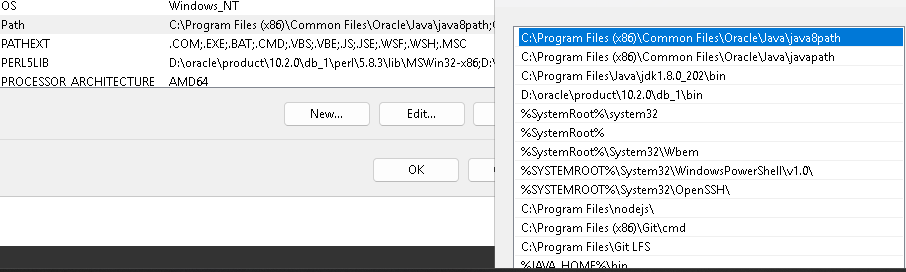 OS Windows_NT
Path C:\Program Files (x86)\Common Files\Oracle\Java\java8path;
PATHEXT .COM;.EXE;.BAT;.CMD;.VBS;.VBE;.JS;.JSE;.WSF;.WSH;.MSC
PERL5LIB D:\oracle\product\10.2.0\db_1\perl\5.8.3\lib\MSWin32-x86;D:\
PROCESSOR_ARCHITECTURE AMD64
New... Edit...
OK
C:\Program Files (x86)\Common Files\Oracle\Java\java8path
C:\Program Files (x86)\Common Files\Oracle\Java\javapath
C:\Program Files\Java\jdk1.8.0_202\bin
D:\oracle\product\10.2.0\db_1\bin
%SystemRoot%\system32
%SystemRoot%
%SystemRoot%\System32\Wbem
%SYSTEMROOT%\System32\WindowsPowerShell\v1.0\
%SYSTEMROOT%\System32\OpenSSH\
C:\Program Files\nodejs\
C:\Program Files (x86)\Git\cmd
C:\Program Files\Git LFS
%JAVA_HOME%\bin